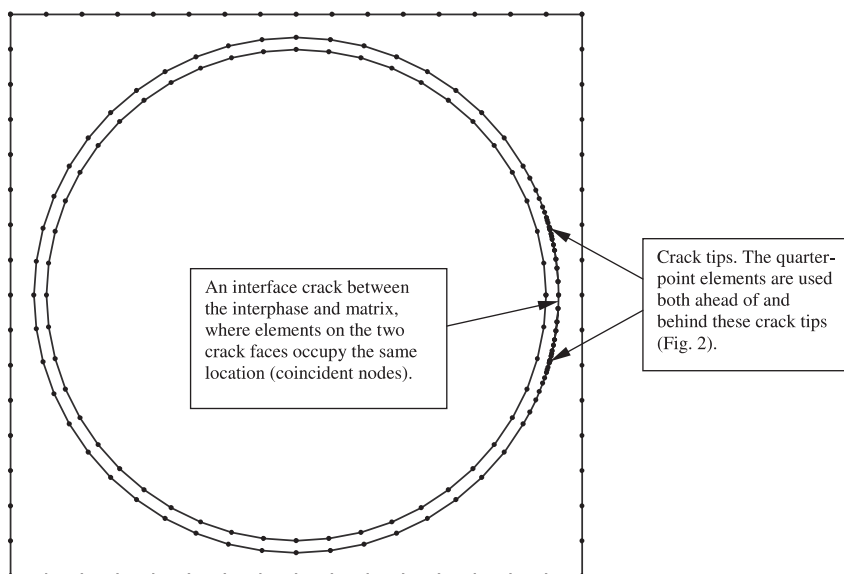 An interface crack between
the interphase and matrix,
where elements on the two
crack faces occupy the same
location (coincident nodes).
Crack tips. The quarter-
point elements are used
both ahead of and
behind these crack tips
(Fig. 2).